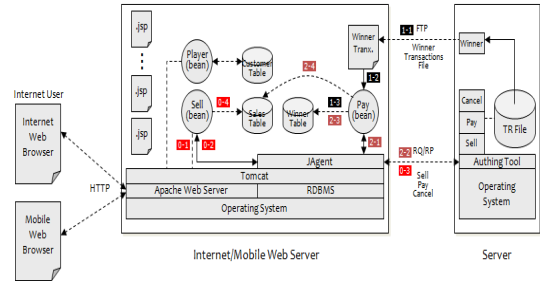 .jsp
.jsp
.jsp
Player
(bean)
Customer
Table
Sell
(bean)
0-4
Sales
Table
2-4
Winner
Table
1-3
2-3
Winner
Tranx.
1-2
Pay
(bean)
1-1 FTP
Winner
Transactions
File
Winner
Cancel
Pay
Sell
TR File
Internet User
Internet
Web
Browser
HTTP
Mobile
Web
Browser
0-1
0-2
2-1
JAgent
Tomcat
Apache Web Server
RDBMS
Operating System
2-2 RQ/RP
0-3
Sell
Pay
Cancel
Authing Tool
Operating
System
Internet/Mobile Web Server
Server